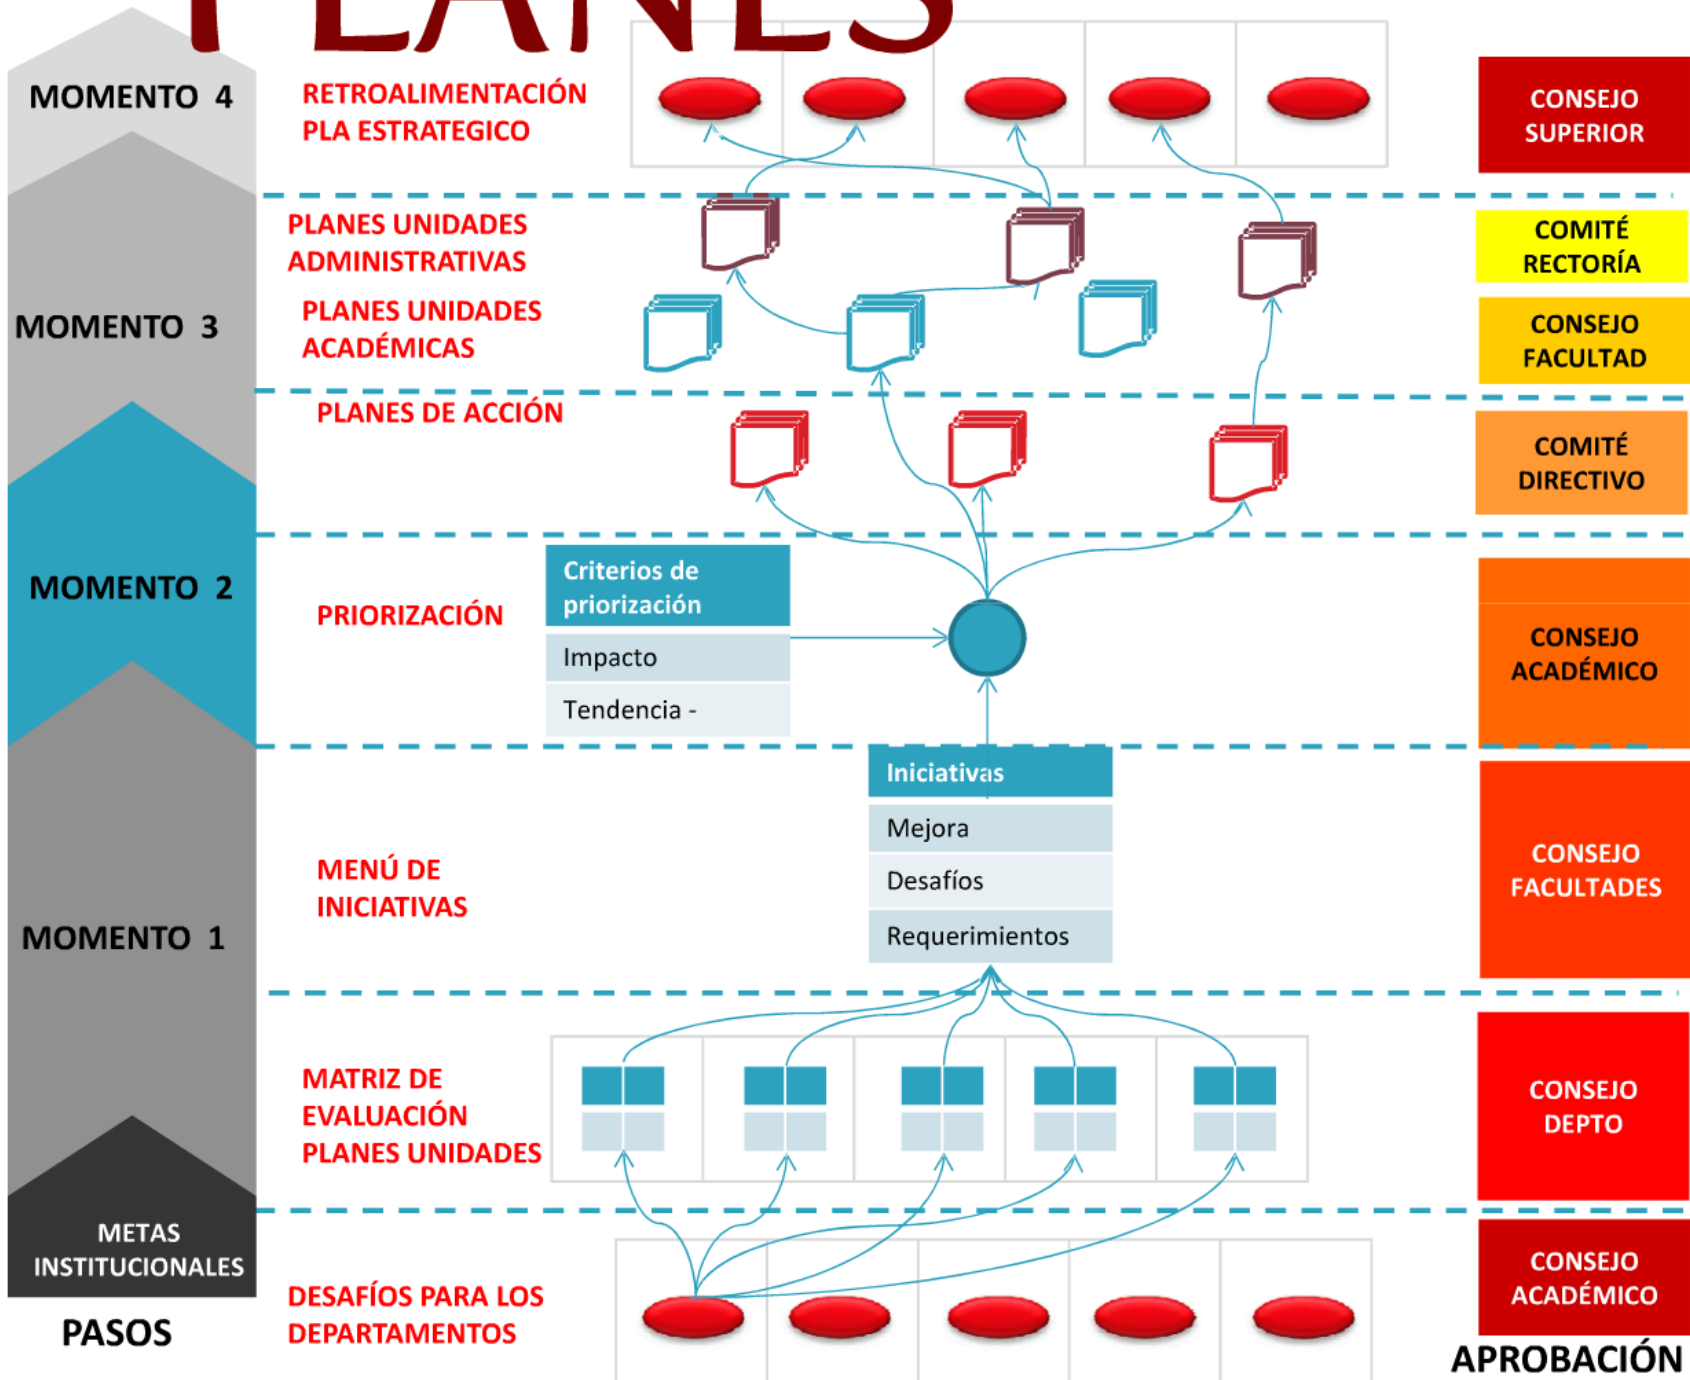 PLANES
MOMENTO 4
RETROALIMENTACIÓN
PLA ESTRATEGICO
CONSEJO
SUPERIOR
PLANES UNIDADES
ADMINISTRATIVAS
COMITÉ
RECTORÍA
MOMENTO 3
PLANES UNIDADES
ACADÉMICAS
CONSEJO
FACULTAD
PLANES DE ACCIÓN
COMITÉ
DIRECTIVO
MOMENTO 2
PRIORIZACIÓN
Criterios de
priorización
Impacto
Tendencia -
CONSEJO
ACADÉMICO
Iniciativas
Mejora
Desafíos
Requerimientos
MENÚ DE
INICIATIVAS
CONSEJO
FACULTADES
MOMENTO 1
MATRIZ DE
EVALUACIÓN
PLANES UNIDADES
CONSEJO
DEPTO
METAS
INSTITUCIONALES
DESAFÍOS PARA LOS
DEPARTAMENTOS
CONSEJO
ACADÉMICO
PASOS
APROBACIÓN